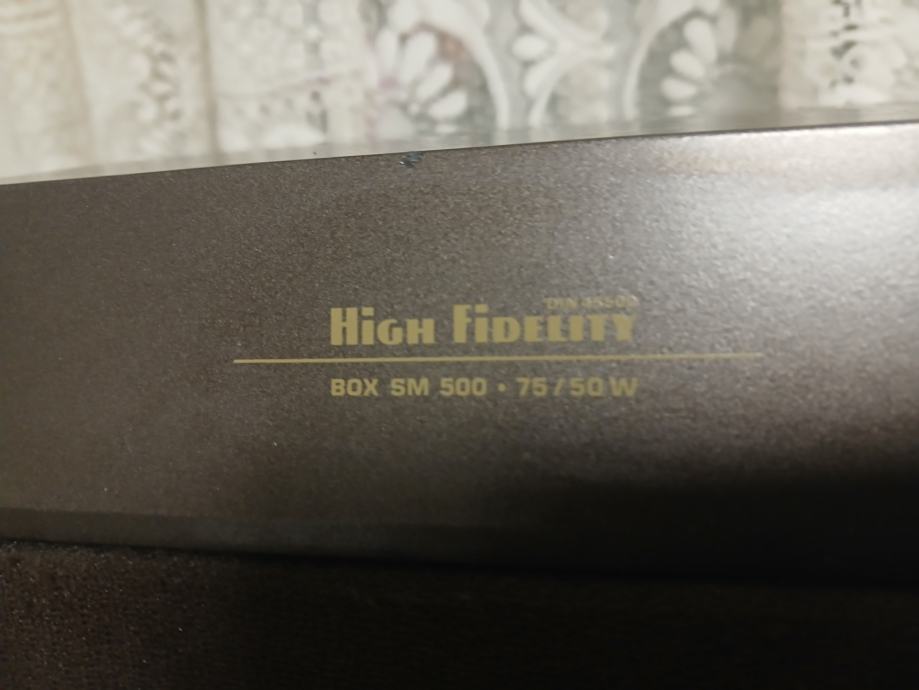 DIN 45500
High Fidelity
BOX SM 500 • 75/50 W